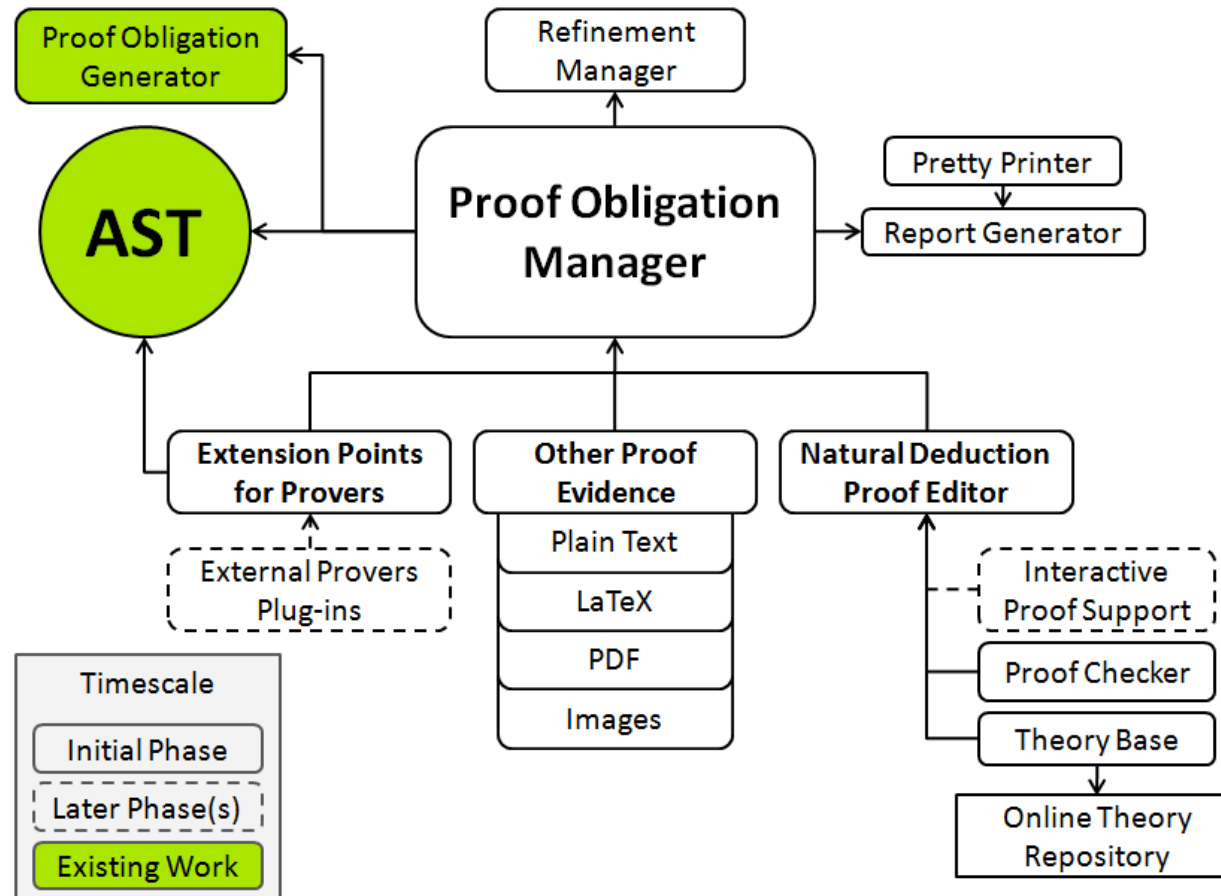 Proof Obligation
Generator
Refinement
Manager
AST
Proof Obligation
Manager
Pretty Printer
Report Generator
Extension Points
for Provers
External Provers
Plug-ins
Other Proof
Evidence
Plain Text
LaTeX
PDF
Images
Natural Deduction
Proof Editor
Interactive
Proof Support
Proof Checker
Theory Base
Online Theory
Repository
Timescale
Initial Phase
Later Phase(s)
Existing Work